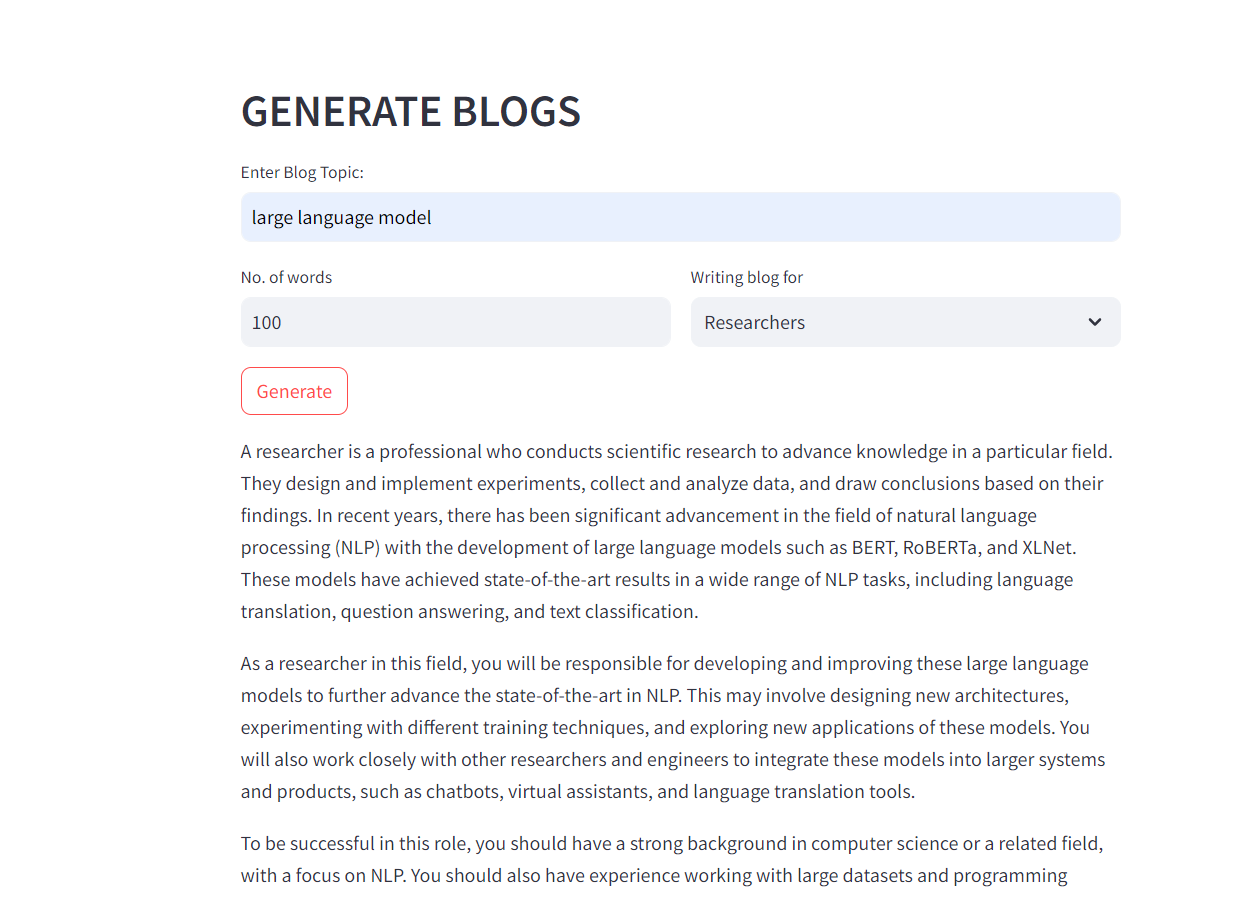 GENERATE BLOGS
Enter Blog Topic:
large language model
No. of words
Writing blog for
100
Researchers
Generate
A researcher is a professional who conducts scientific research to advance knowledge in a particular field.
They design and implement experiments, collect and analyze data, and draw conclusions based on their
findings. In recent years, there has been significant advancement in the field of natural language
processing (NLP) with the development of large language models such as BERT, RoBERTa, and XLNet.
These models have achieved state-of-the-art results in a wide range of NLP tasks, including language
translation, question answering, and text classification.
As a researcher in this field, you will be responsible for developing and improving these large language
models to further advance the state-of-the-art in NLP. This may involve designing new architectures,
experimenting with different training techniques, and exploring new applications of these models. You
will also work closely with other researchers and engineers to integrate these models into larger systems
and products, such as chatbots, virtual assistants, and language translation tools.
To be successful in this role, you should have a strong background in computer science or a related field,
with a focus on NLP. You should also have experience working with large datasets and programming